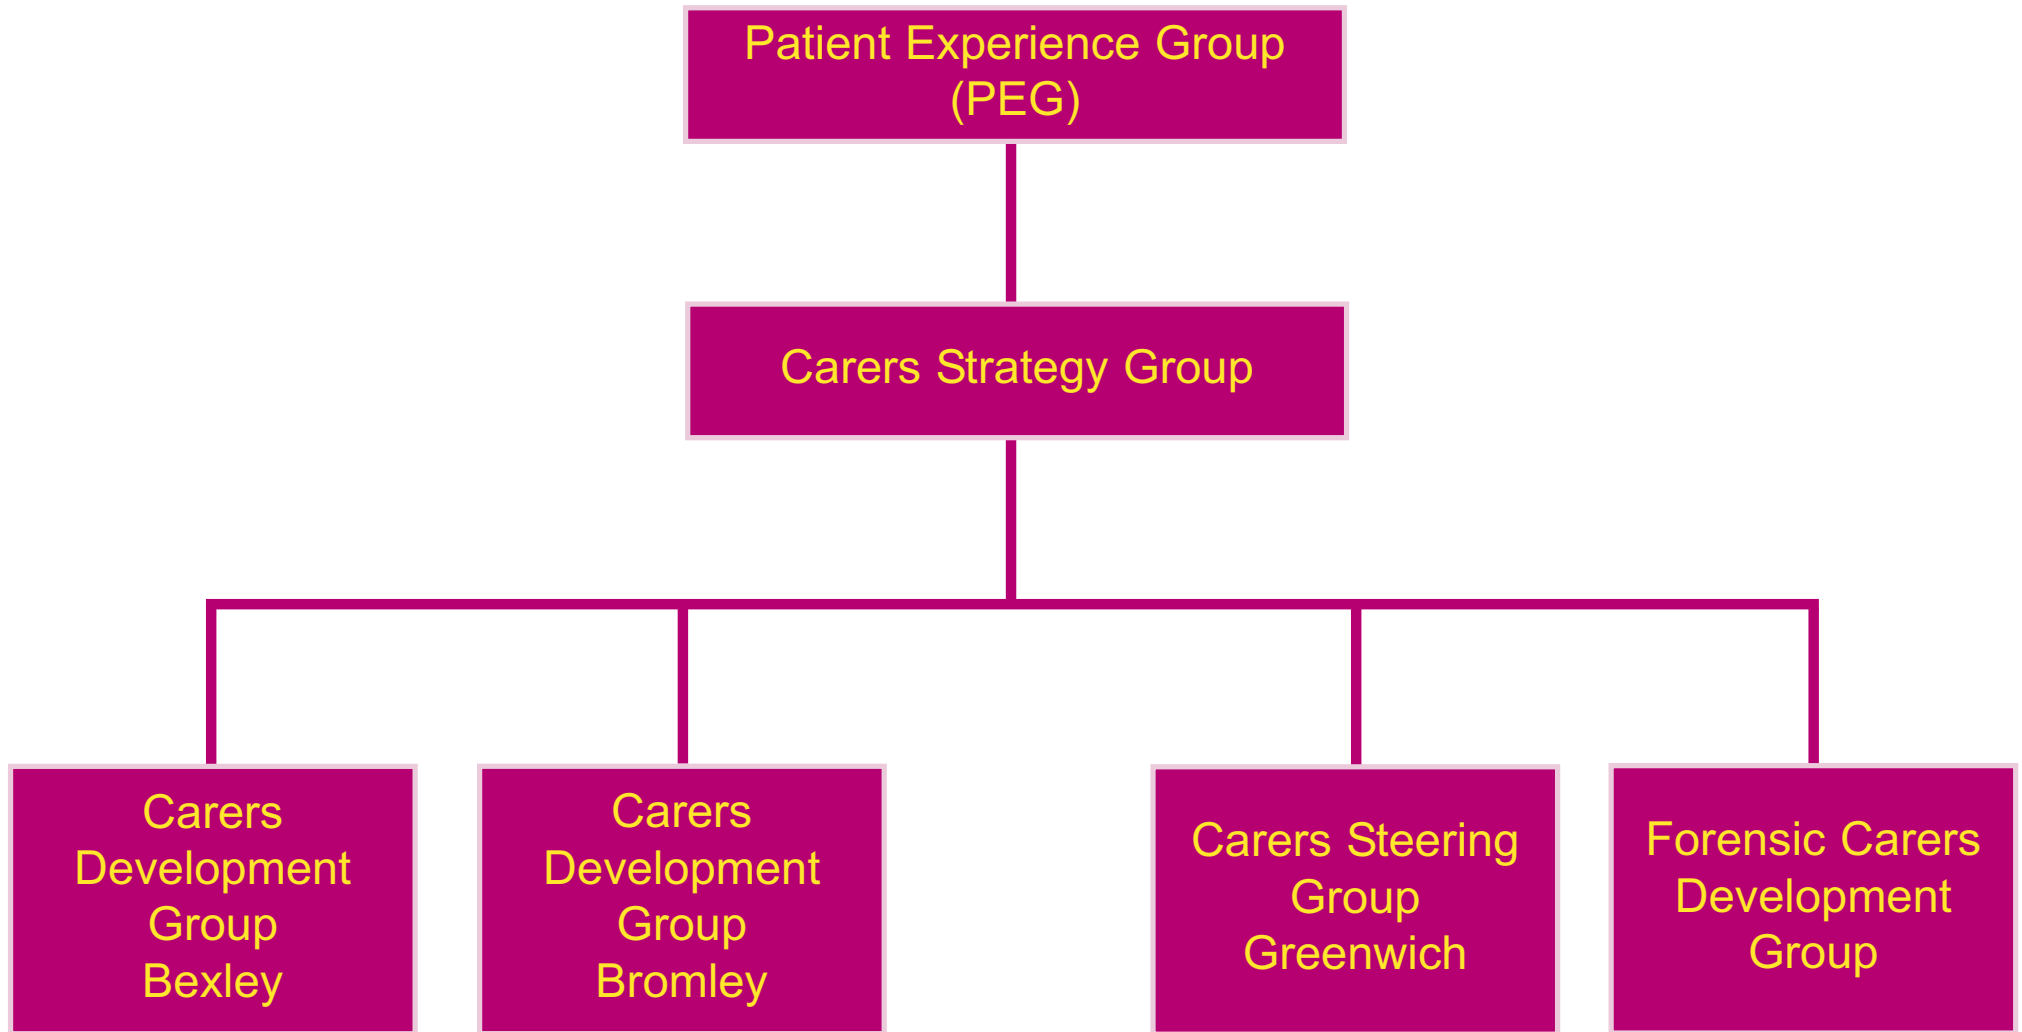 Patient Experience Group
(PEG)
Carers Strategy Group
Carers
Development
Group
Bexley
Carers
Development
Group
Bromley
Carers Steering
Group
Greenwich
Forensic Carers
Development
Group